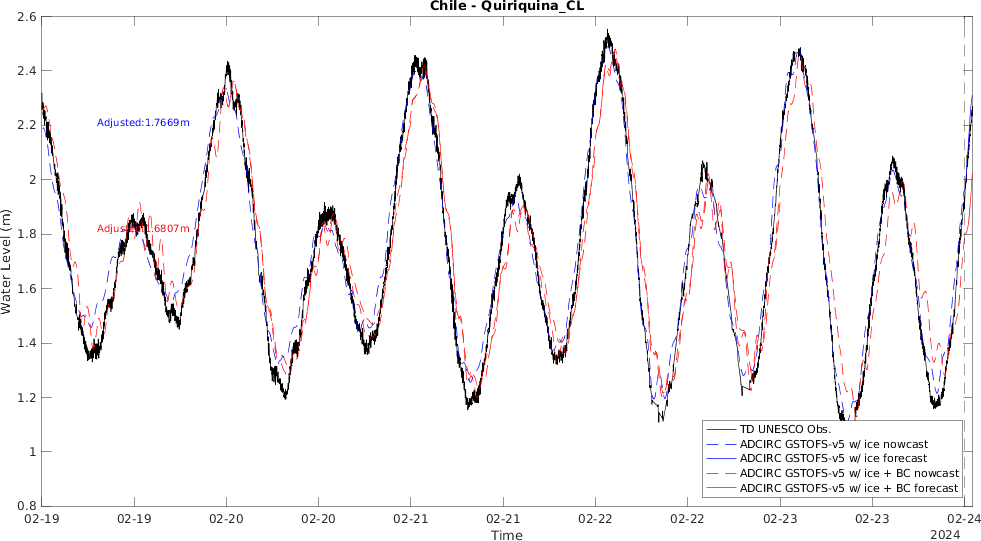 Chile - Quiriquina_CL
2.6
2.4
2.2
2
1.8
1.6
1.4
1.2
1
0.8
Water Level (m)
Adjusted:1.7669m
Adjusted:1.6807m
TD UNESCO Obs.
ADCIRC GSTOFS-v5 w/ ice nowcast
ADCIRC GSTOFS-v5 w/ ice forecast
ADCIRC GSTOFS-v5 w/ ice + BC nowcast
ADCIRC GSTOFS-v5 w/ ice + BC forecast
02-19 02-19 02-20 02-20 02-21 02-21 02-22 02-22 02-23 02-23 02-24
2024
Time